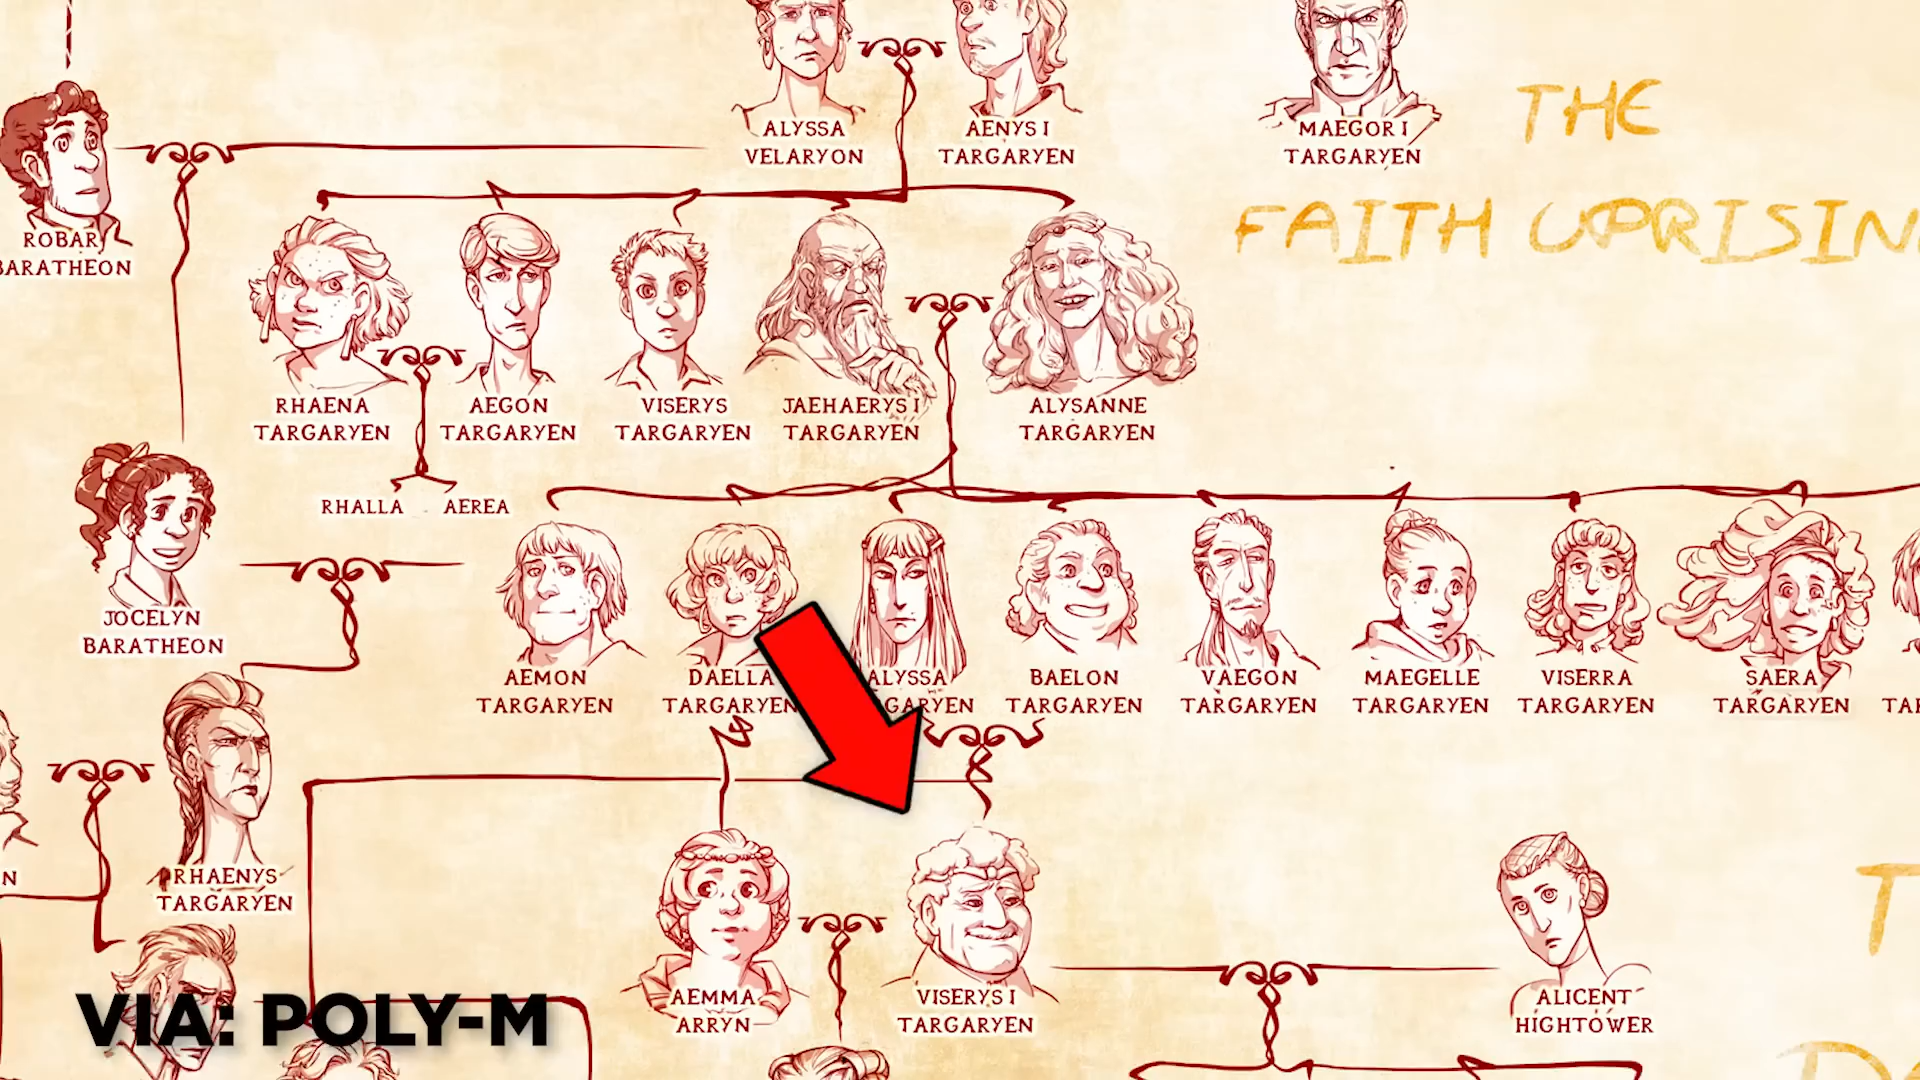 ALYSSA
VELARYON
AENYS I
TARGARYEN
MAEGOR I
TARGARYEN
THE
FAITH UPRISIN
ROBAR
BARATHEON
RHAENA
TARGARYEN
AEGON
TARGARYEN
VISERYS
TARGARYEN
JAEHAERYS I
TARGARYEN
ALYSANNE
TARGARYEN
RHALLA
AEREA
JOCELYN
BARATHEON
AEMON
TARGARYEN
DAELLA
TARGARYEN
ALYSSA
GARYEN
BAELON
TARGARYEN
VAEGON
TARGARYEN
MAEGELLE
TARGARYEN
VISERRA
TARGARYEN
SAERA
TARGARYEN
TAR
N
RHAENYS
TARGARYEN
T
AEMMA
ARRYN
VISERYS I
TARGARYEN
ALICENT
HIGHTOWER
VIA: POLY-M